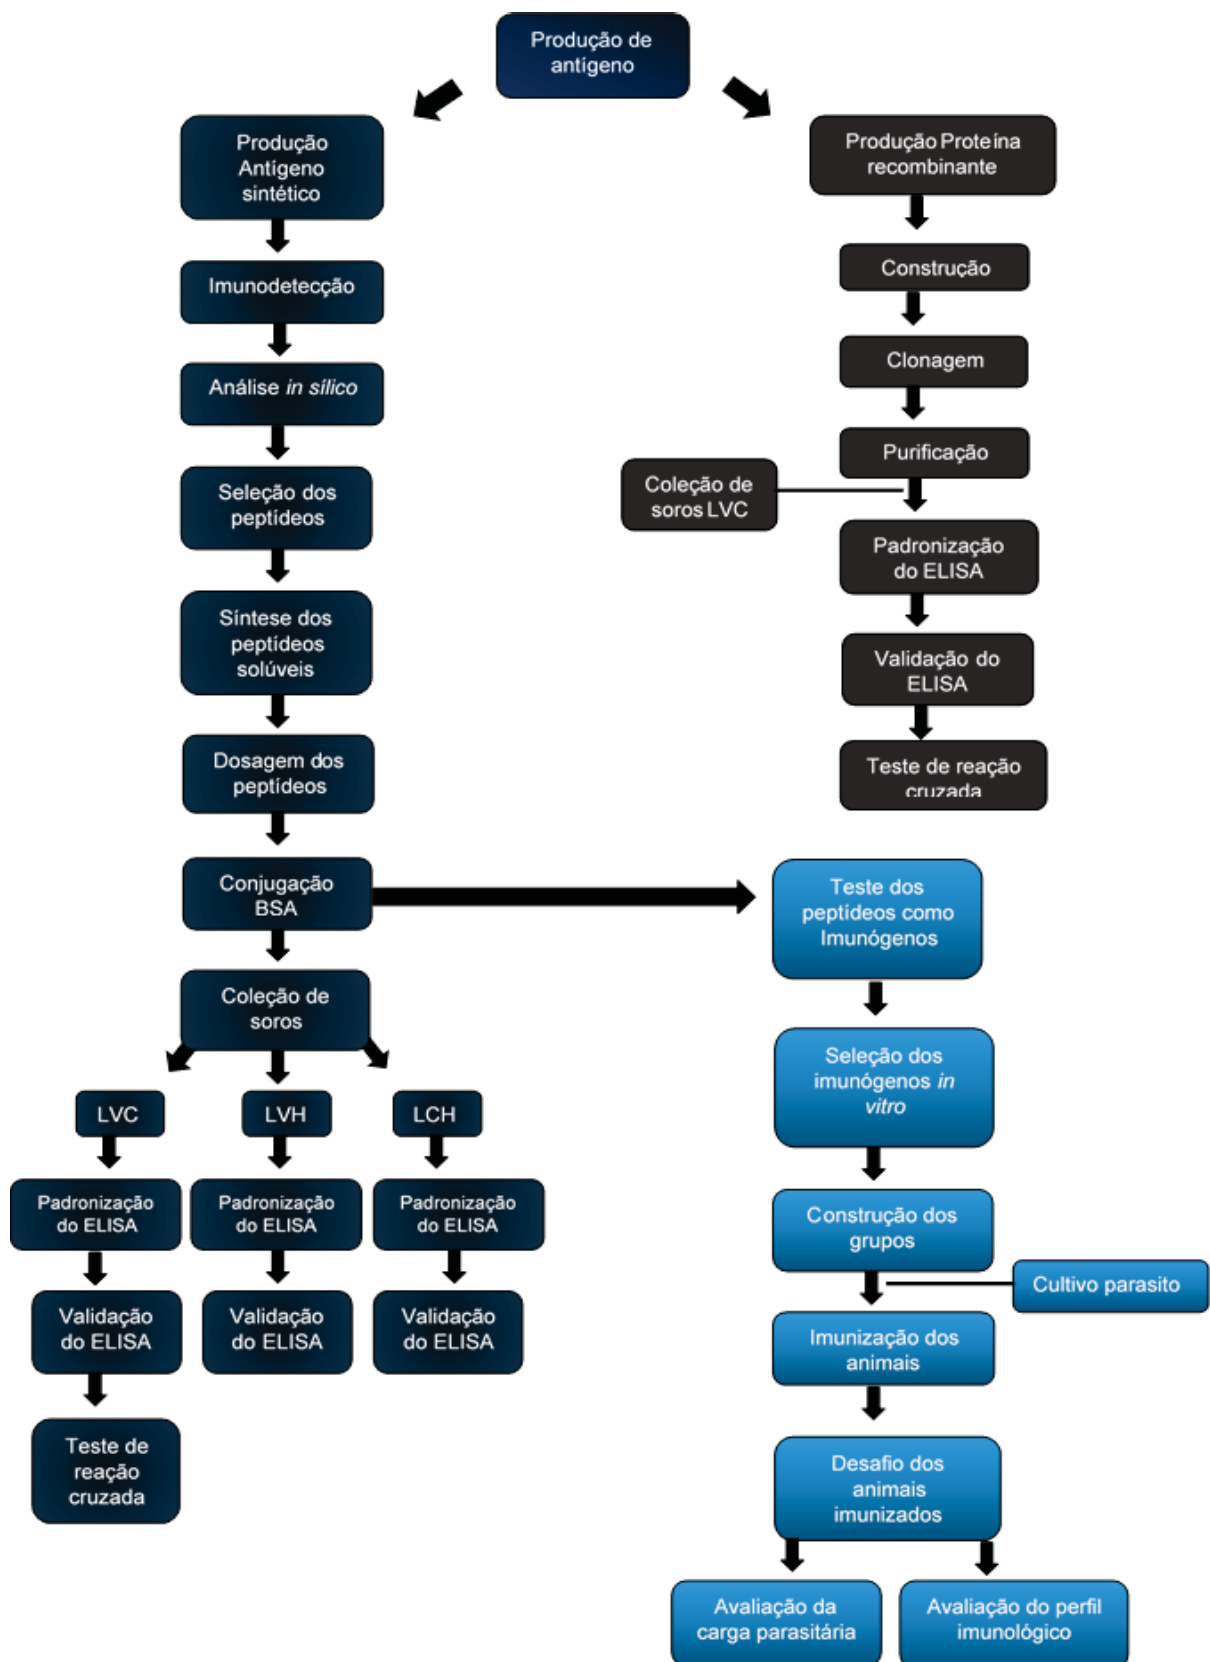 Produção de
antígeno
Produção
Antígeno
sintético
Imunodetecção
Análise in sílico
Seleção dos
peptídeos
Síntese dos
peptídeos
solúveis
Dosagem dos
peptídeos
Conjugação
BSA
Coleção de
soros
LVC
LVH
LCH
Padronização
do ELISA
Padronização
do ELISA
Padronização
do ELISA
Validação
do ELISA
Validação
do ELISA
Validação
do ELISA
Teste de
reação
cruzada
Produção Proteína
recombinante
Construção
Clonagem
Purificação
Coleção de
soros LVC
Padronização
do ELISA
Validação do
ELISA
Teste de reação
cruzada
Teste dos
peptídeos como
Imunógenos
Seleção dos
imunógenos in
vitro
Construção dos
grupos
Cultivo parasito
Imunização dos
animais
Desafio dos
animais
imunizados
Avaliação da
carga parasitária
Avaliação do perfil
imunológico